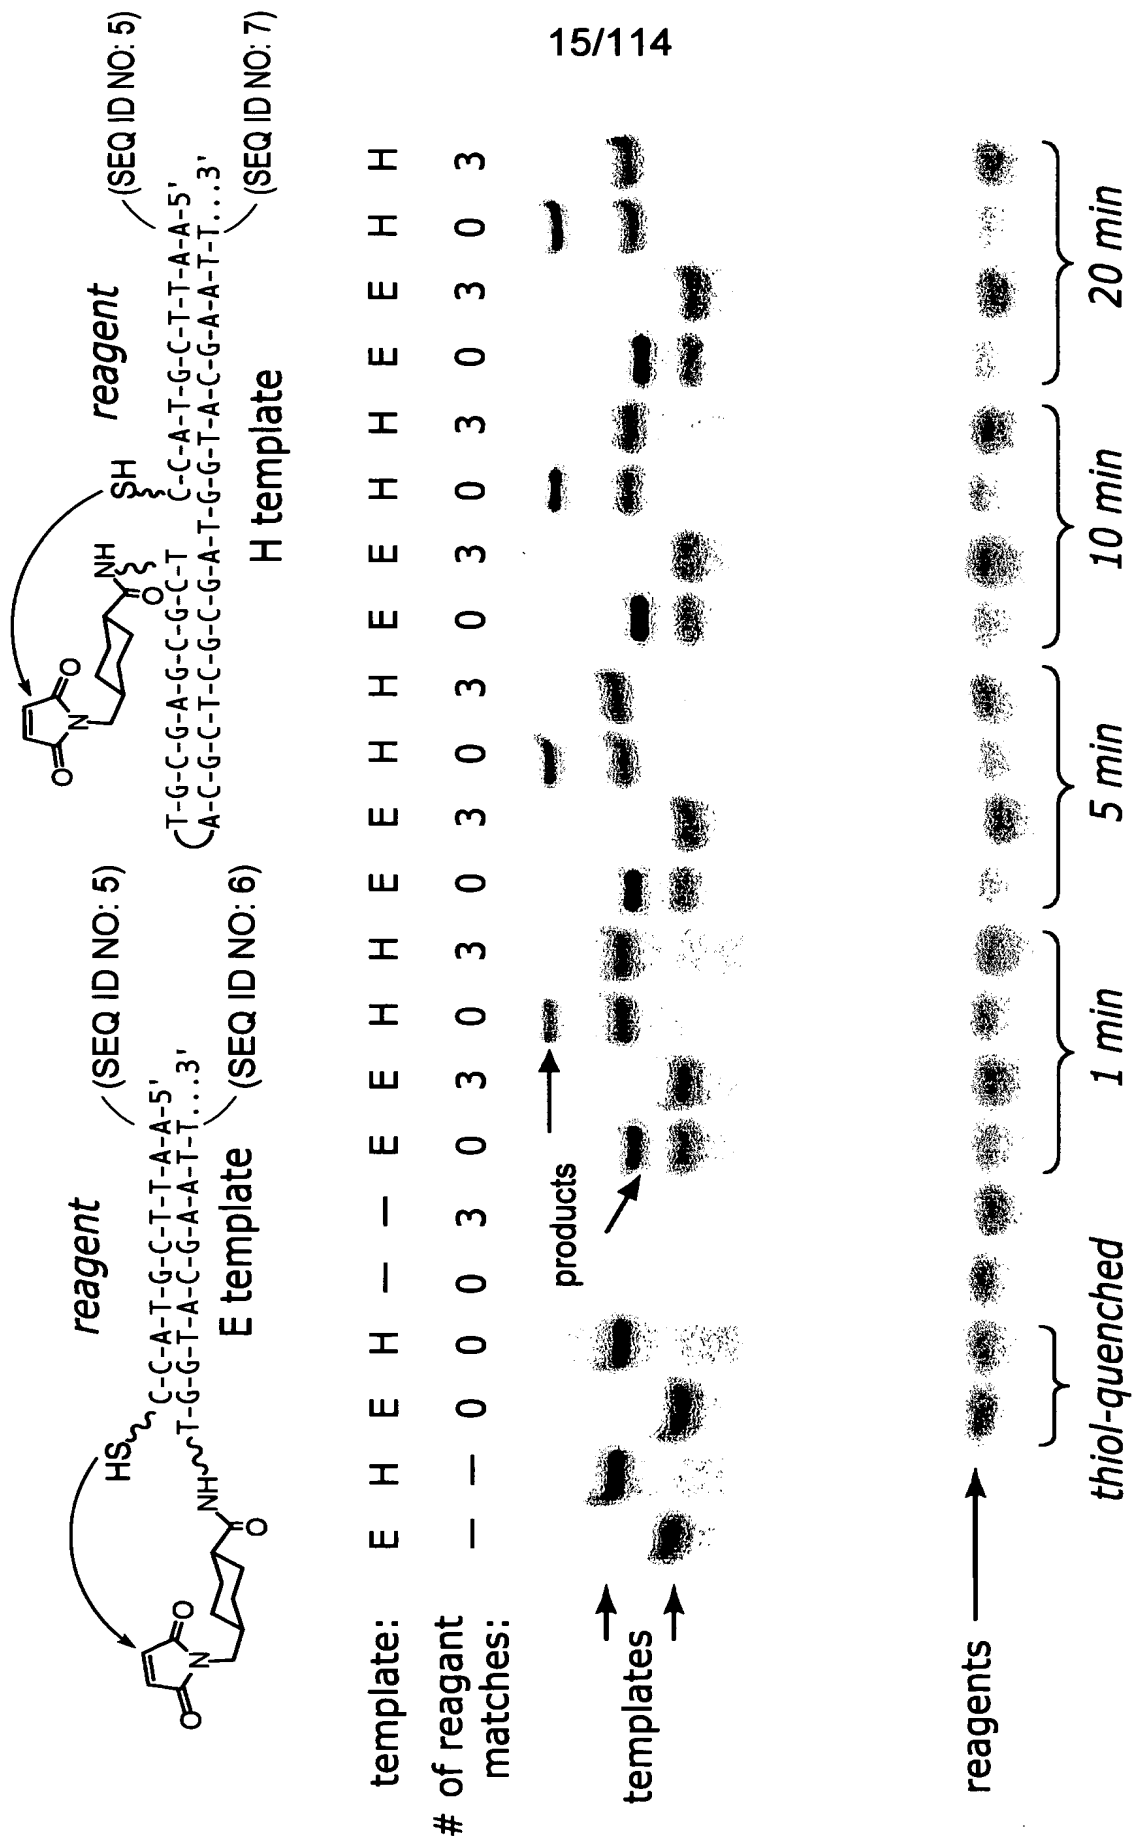 15/114
reagent
(SEQ ID NO: 5)
HS
C-C-A-T-G-C-T-T-A-A-5'
T-G-G-T-A-C-G-A-A-T-T...3'
(SEQ ID NO: 6)
E template
NH
O
O
N
O
reagent
(SEQ ID NO: 5)
SH
NH
O
O
N
O
T-G-C-G-A-G-C-G-C-T C-C-A-T-G-C-T-T-A-A-5'
A-C-G-C-T-C-G-C-G-A-T-G-G-T-A-C-G-A-A-T-T...3'
(SEQ ID NO: 7)
H template
template: E H E H — — E E H H E E H H E E H H E E H H
# of reagant
matches: — — 0 0 0 3 0 3 0 3 0 3 0 3 0 3 0 3 0 3 0 3
products
templates
reagents
thiol-quenched 1 min 5 min 10 min 20 min